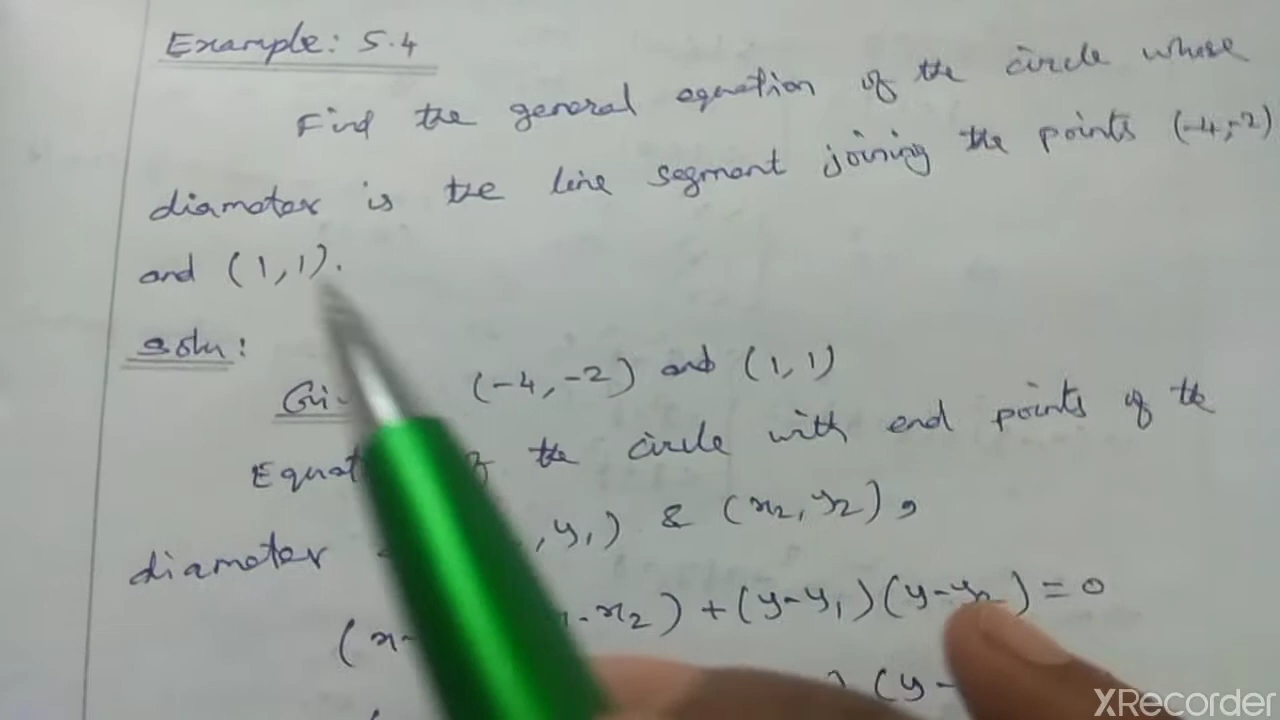 Example: 5.4
Find the general equation of the circle whose
diameter is the line segment joining the points (-4,-2)
and (1,1).
Soln:
(-4,-2) and (1,1)
the circle with end points of the
diameter ,y₁) & (x₂,y₂),
(x- x₂) + (y-y₁)(y-y₂) = 0
(y-
XRecorder